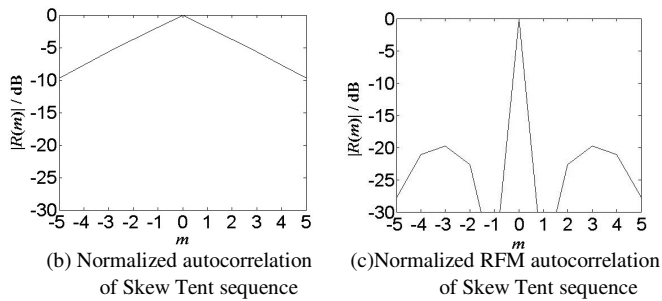 0
-5
-10
-15
-20
-25
-30
|R(m)| / dB
-5 -4 -3 -2 -1 0 1 2 3 4 5
m
(b) Normalized autocorrelation
of Skew Tent sequence
0
-5
-10
-15
-20
-25
-30
|R(m)| / dB
-5 -4 -3 -2 -1 0 1 2 3 4 5
m
(c)Normalized RFM autocorrelation
of Skew Tent sequence